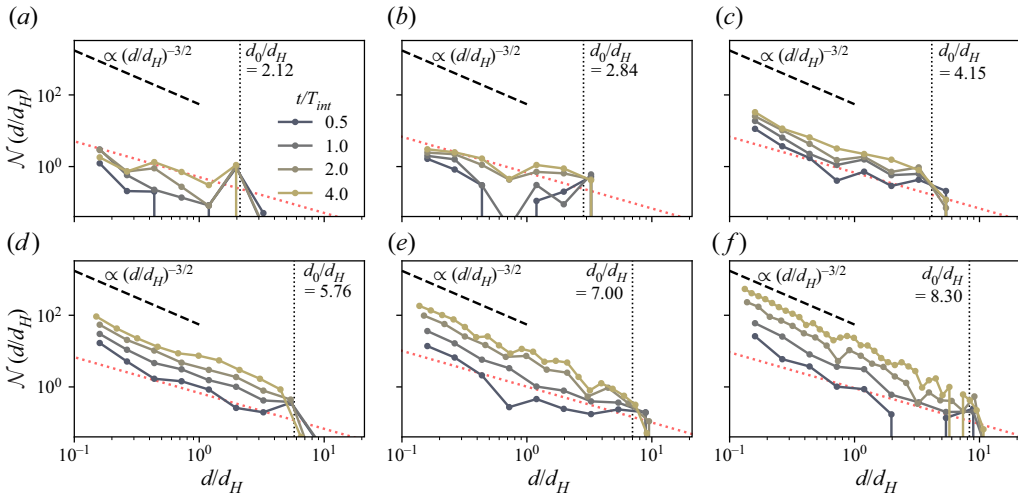 (a)
(b)
(c)
∝ (d/d_H)^{−3/2}
d_0/d_H
= 2.12
∝ (d/d_H)^{−3/2}
d_0/d_H
= 2.84
∝ (d/d_H)^{−3/2}
d_0/d_H
= 4.15
t/T_{int}
0.5
1.0
2.0
4.0
𝒩 (d/d_H)
10^2
10^0
(d)
(e)
(f)
∝ (d/d_H)^{−3/2}
d_0/d_H
= 5.76
∝ (d/d_H)^{−3/2}
d_0/d_H
= 7.00
∝ (d/d_H)^{−3/2}
d_0/d_H
= 8.30
𝒩 (d/d_H)
10^2
10^0
10^{−1} 10^0 10^1
10^{−1} 10^0 10^1
10^{−1} 10^0 10^1
d/d_H
d/d_H
d/d_H